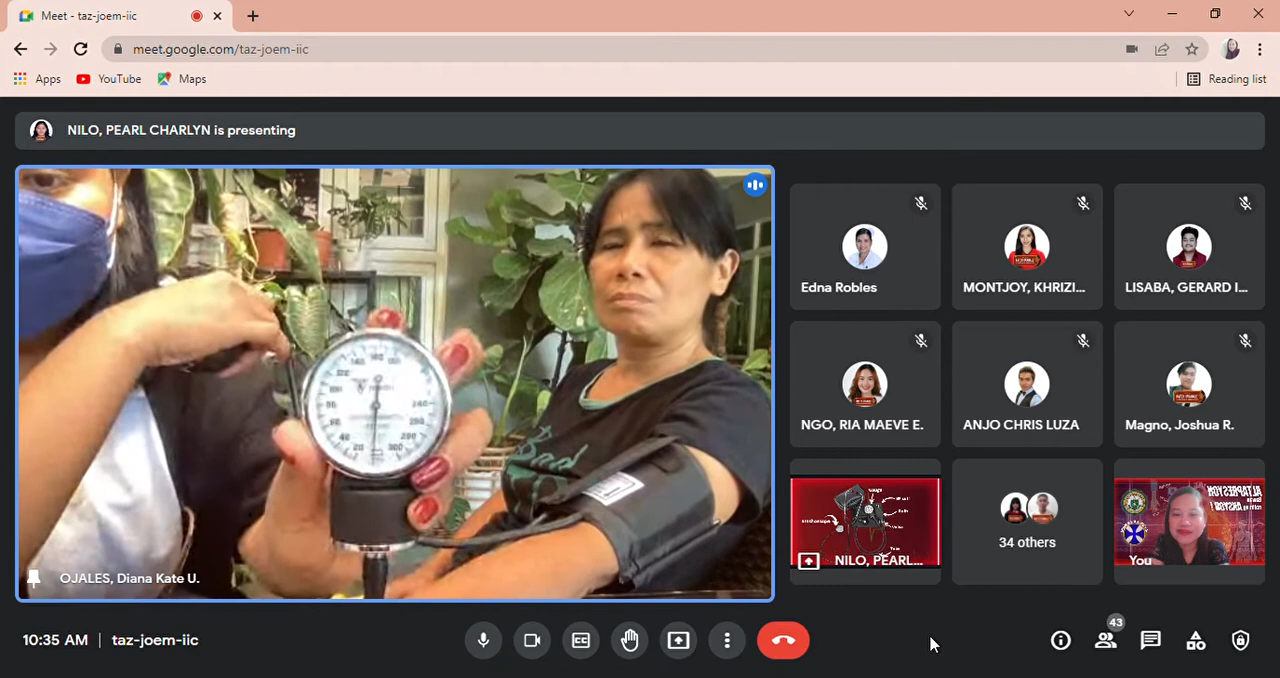 Meet - taz-joem-iic
meet.google.com/taz-joem-iic
Apps YouTube Maps Reading list
NILO, PEARL CHARLYN is presenting
OJALES, Diana Kate U.
Edna Robles
MONTJOY, KHRIZI...
LISABA, GERARD I...
NGO, RIA MAEVE E.
ANJO CHRIS LUZA
Magno, Joshua R.
NILO, PEARL...
34 others
You
10:35 AM | taz-joem-iic
43